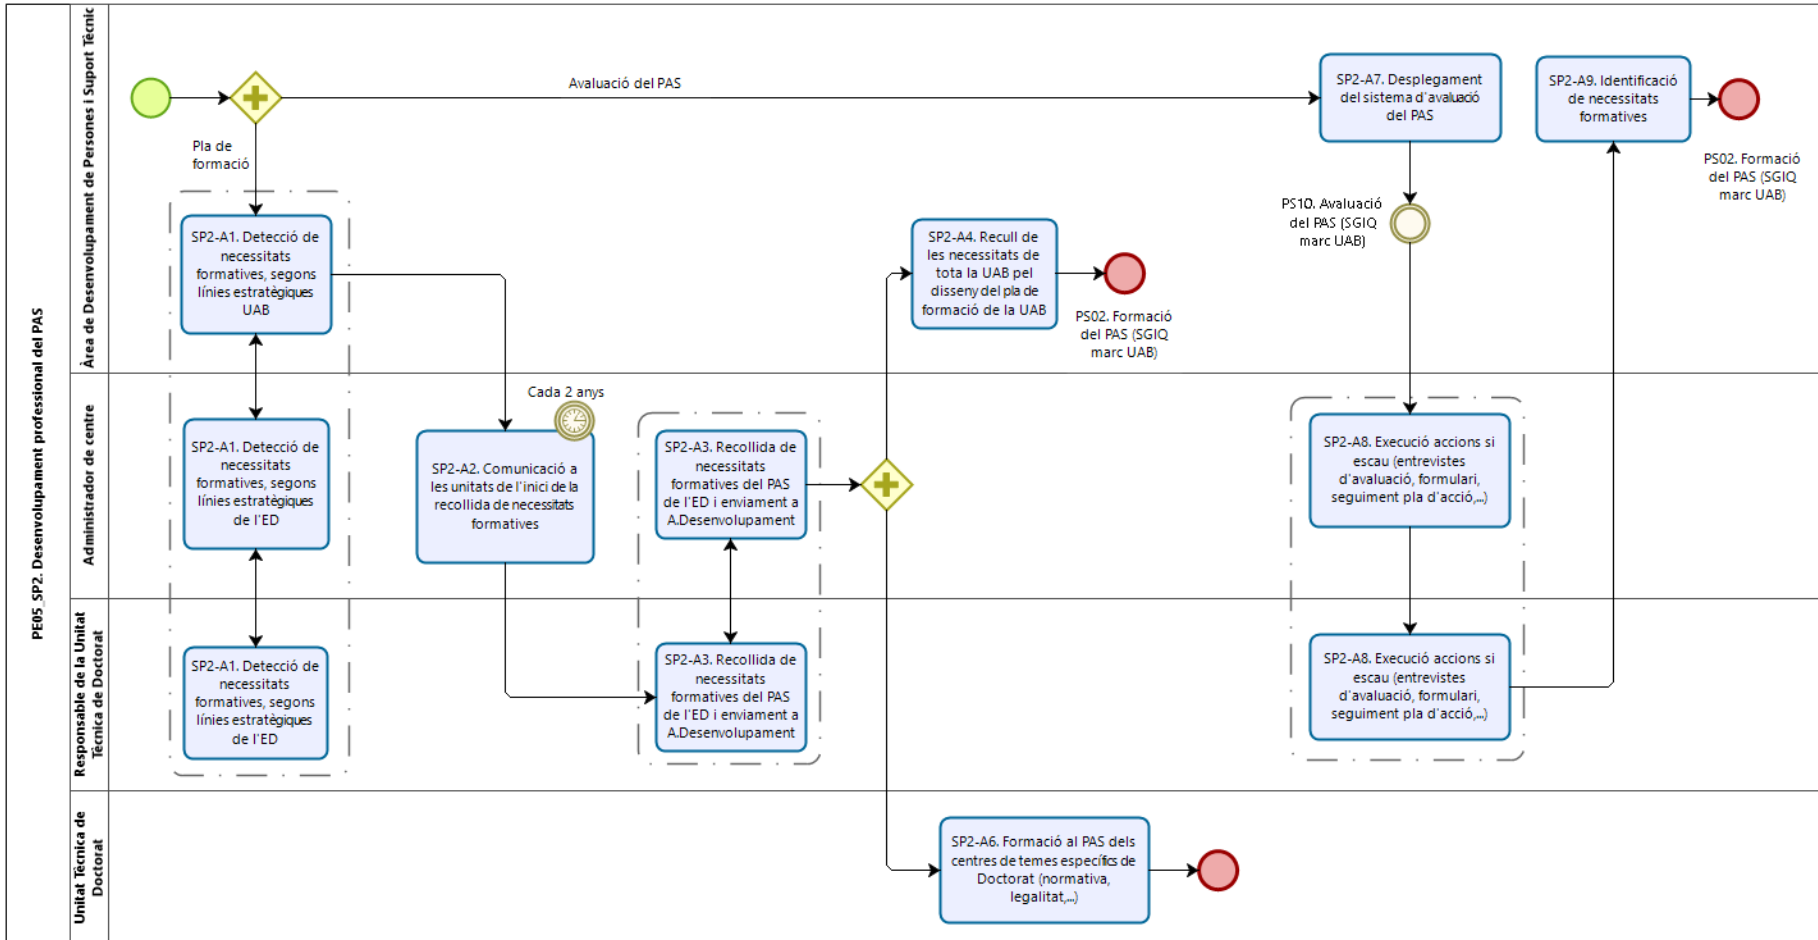 PE05_SP2. Desenvolupament professional del PAS
Àrea de Desenvolupament de Persones i Suport Tècnic
Avaluació del PAS
Pla de
formació
SP2-A1. Detecció de
necessitats
formatives, segons
línies estratègiques
UAB
SP2-A4. Recull de
les necessitats de
tota la UAB pel
disseny del pla de
formació de la UAB
PS02. Formació
del PAS (SGIQ
marc UAB)
SP2-A7. Desplegament
del sistema d'avaluació
del PAS
PS10. Avaluació
del PAS (SGIQ
marc UAB)
SP2-A9. Identificació
de necessitats
formatives
PS02. Formació
del PAS (SGIQ
marc UAB)
Administrador de centre
SP2-A1. Detecció de
necessitats
formatives, segons
línies estratègiques
de l'ED
Cada 2 anys
SP2-A2. Comunicació a
les unitats de l'inici de la
recollida de necessitats
formatives
SP2-A3. Recollida de
necessitats
formatives del PAS
de l'ED i enviament a
A.Desenvolupament
SP2-A8. Execució accions si
escau (entrevistes
d'avaluació, formulari,
seguiment pla d'acció,...)
Responsable de la Unitat
Tècnica de Doctorat
SP2-A1. Detecció de
necessitats
formatives, segons
línies estratègiques
de l'ED
SP2-A3. Recollida de
necessitats
formatives del PAS
de l'ED i enviament a
A.Desenvolupament
SP2-A8. Execució accions si
escau (entrevistes
d'avaluació, formulari,
seguiment pla d'acció,...)
Unitat Tècnica de
Doctorat
SP2-A6. Formació al PAS dels
centres de temes específics de
Doctorat (normativa,
legalitat,...)